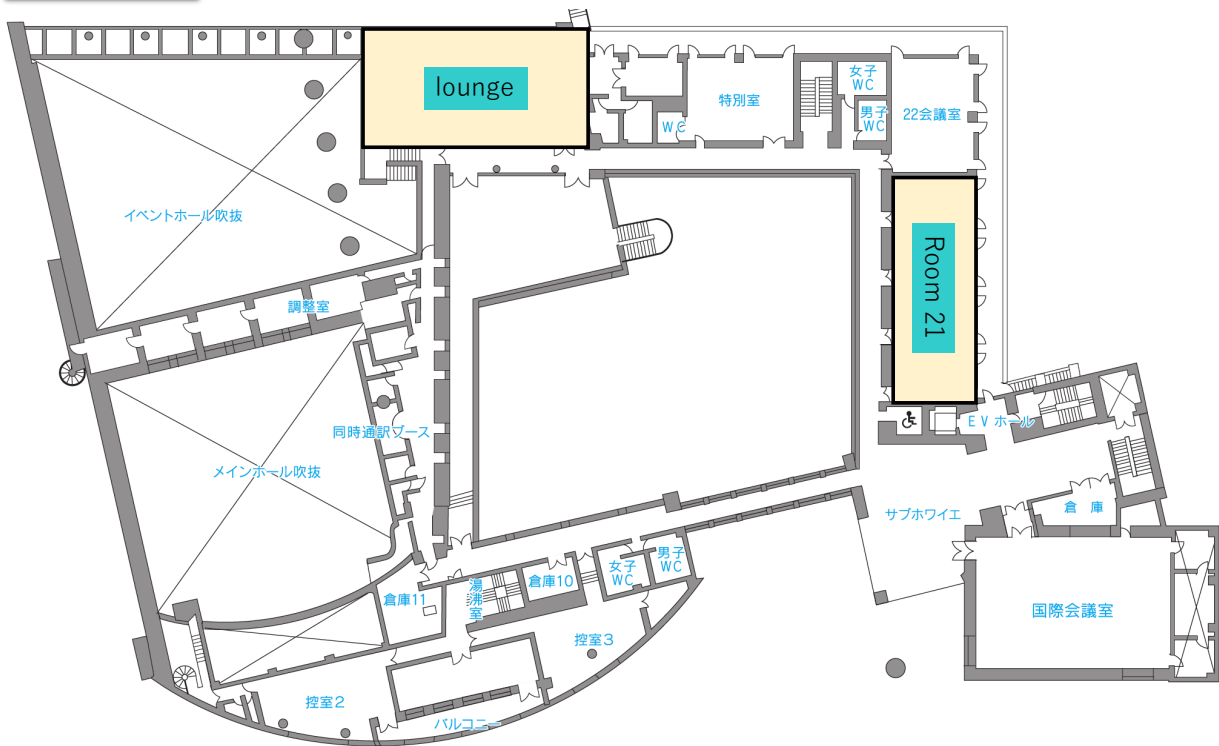 lounge
特別室
女子
WC
男子
WC
WC
22会議室
イベントホール吹抜
Room 21
調整室
同時通訳ブース
EVホール
メインホール吹抜
サブホワイエ
倉 庫
男子
WC
女子
WC
倉庫10
湯沸室
倉庫11
国際会議室
控室3
控室2
バルコニー